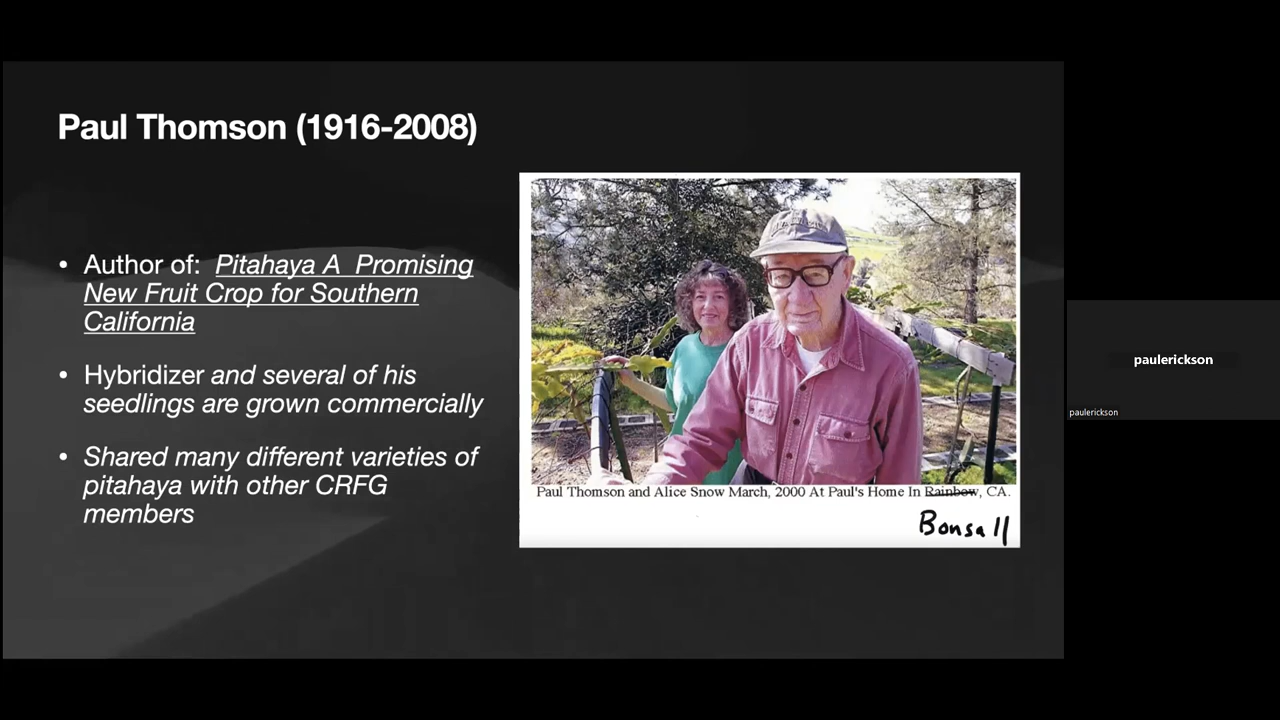 Paul Thomson (1916-2008)
• Author of: Pitahaya A Promising
New Fruit Crop for Southern
California
• Hybridizer and several of his
seedlings are grown commercially
• Shared many different varieties of
pitahaya with other CRFG
members
Paul Thomson and Alice Snow March, 2000 At Paul's Home In Rainbow, CA.
Bonsall
paulerickson
paulerickson